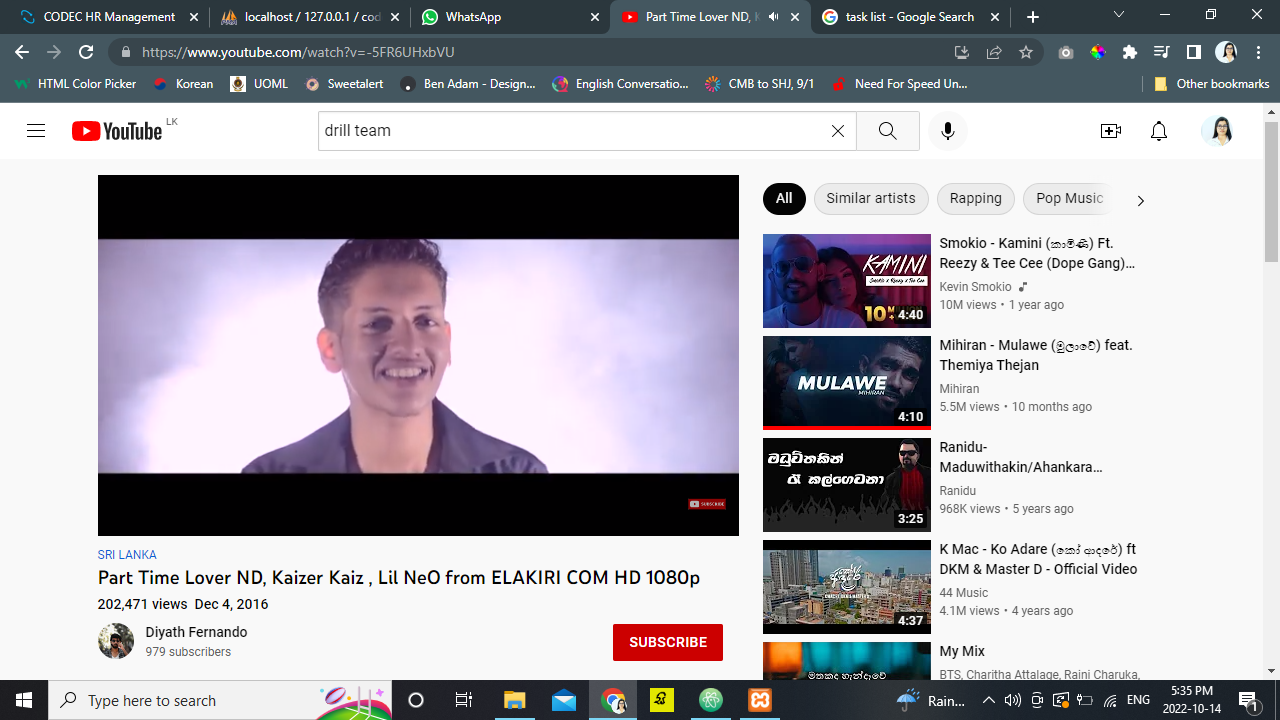 CODEC HR Management
localhost / 127.0.0.1 / cod
WhatsApp
Part Time Lover ND, K
task list - Google Search
https://www.youtube.com/watch?v=-5FR6UHxbVU
HTML Color Picker
Korean
UOML
Sweetalert
Ben Adam - Design...
English Conversatio...
CMB to SHJ, 9/1
Need For Speed Un...
Other bookmarks
YouTube LK
drill team
All
Similar artists
Rapping
Pop Music
SUBSCRIBE
SRI LANKA
Part Time Lover ND, Kaizer Kaiz , Lil NeO from ELAKIRI COM HD 1080p
202,471 views Dec 4, 2016
Diyath Fernando
979 subscribers
SUBSCRIBE
KAMINI
Smokio x Reezy x Tee Cee
10M
4:40
Smokio - Kamini (කාමිණී) Ft.
Reezy & Tee Cee (Dope Gang)...
Kevin Smokio
10M views • 1 year ago
MULAWE
MIHIRAN
4:10
Mihiran - Mulawe (මුලාවේ) feat.
Themiya Thejan
Mihiran
5.5M views • 10 months ago
මධුවිතකින්
රෑ කල්ගෙවනා
3:25
Ranidu-
Maduwithakin/Ahankara...
Ranidu
968K views • 5 years ago
4:37
K Mac - Ko Adare (කෝ ආදරේ) ft
DKM & Master D - Official Video
44 Music
4.1M views • 4 years ago
මතකද හැන්දෑවේ
My Mix
BTS, Charitha Attalage, Raini Charuka,
Type here to search
Rain...
ENG
5:35 PM
2022-10-14
1